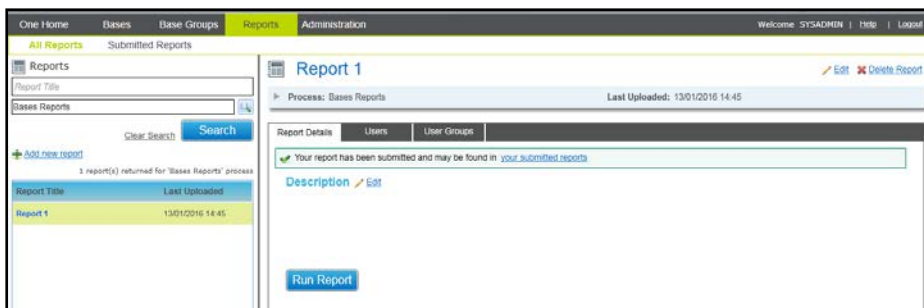 One Home Bases Base Groups Reports Administration Welcome SYSADMIN | Help | Logout
All Reports Submitted Reports
Reports
Report Title
Bases Reports
Clear Search Search
Add new report
1 report(s) returned for 'Bases Reports' process
Report Title Last Uploaded
Report 1 13/01/2016 14:45
Report 1 Edit Delete Report
Process: Bases Reports Last Uploaded: 13/01/2016 14:45
Report Details Users User Groups
Your report has been submitted and may be found in your submitted reports
Description Edit
Run Report